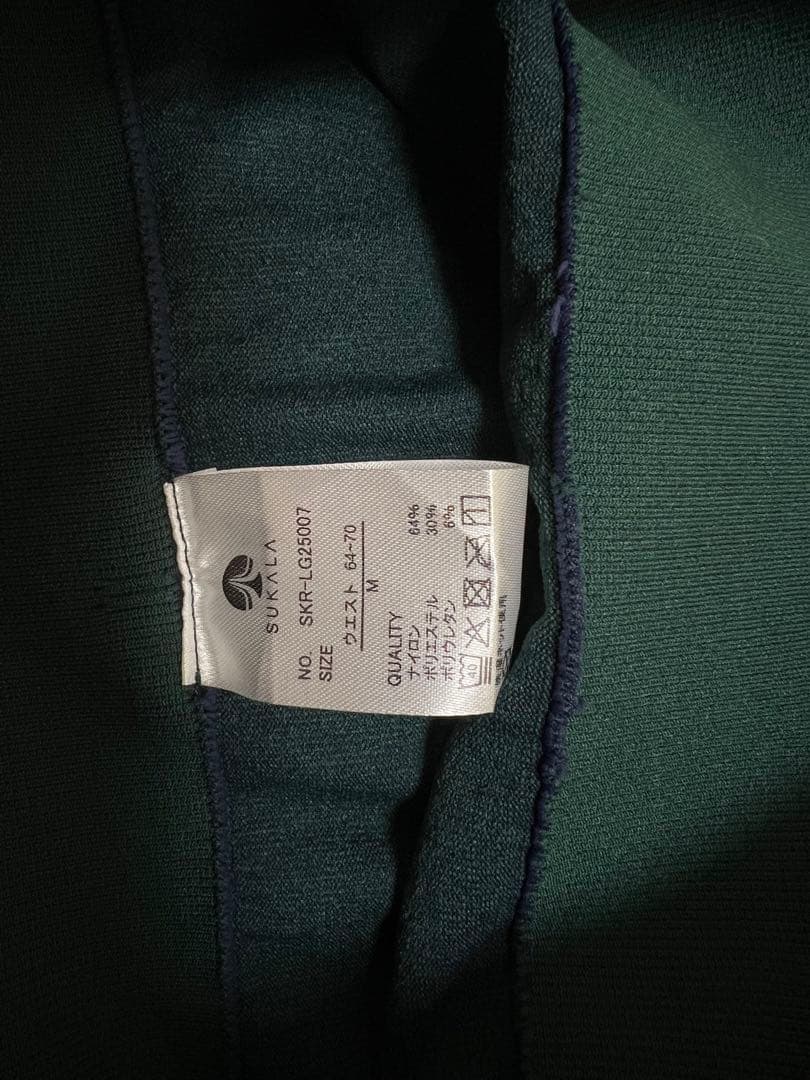 SUKALA
NO. SKR-LG25007
SIZE
ウエスト 64~70
M
QUALITY
ナイロン 64%
ポリエステル 30%
ポリウレタン 6%
40